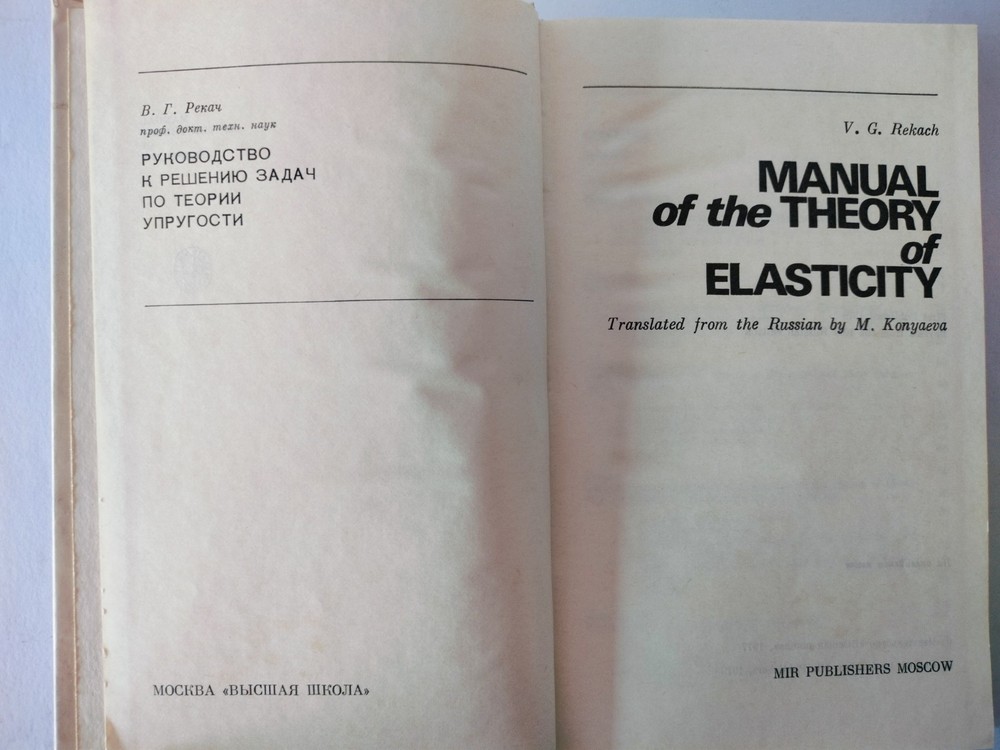 В. Г. Рекач
проф. докт. техн. наук
РУКОВОДСТВО
К РЕШЕНИЮ ЗАДАЧ
ПО ТЕОРИИ
УПРУГОСТИ
МОСКВА «ВЫСШАЯ ШКОЛА»
V. G. Rekach
MANUAL
of the THEORY
of
ELASTICITY
Translated from the Russian by M. Konyaeva
MIR PUBLISHERS MOSCOW